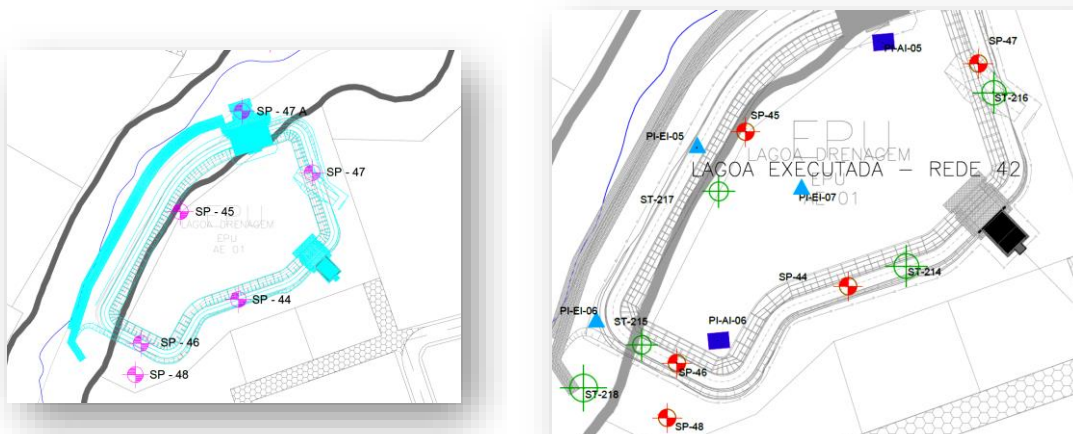 SP - 47 A
SP - 47
SP - 45
LAGOA DRENAGEM
EPU
AE 01
SP - 44
SP - 46
SP - 48
PI-AI-05
SP-47
ST-216
SP-45
EPU
PI-EI-05
LAGOA DRENAGEM
LAGOA EXECUTADA - REDE 42
EPU
PI-EI-07
AE 01
ST-217
SP-44
ST-214
PI-EI-06
ST-215
PI-AI-06
SP-46
ST-218
SP-48